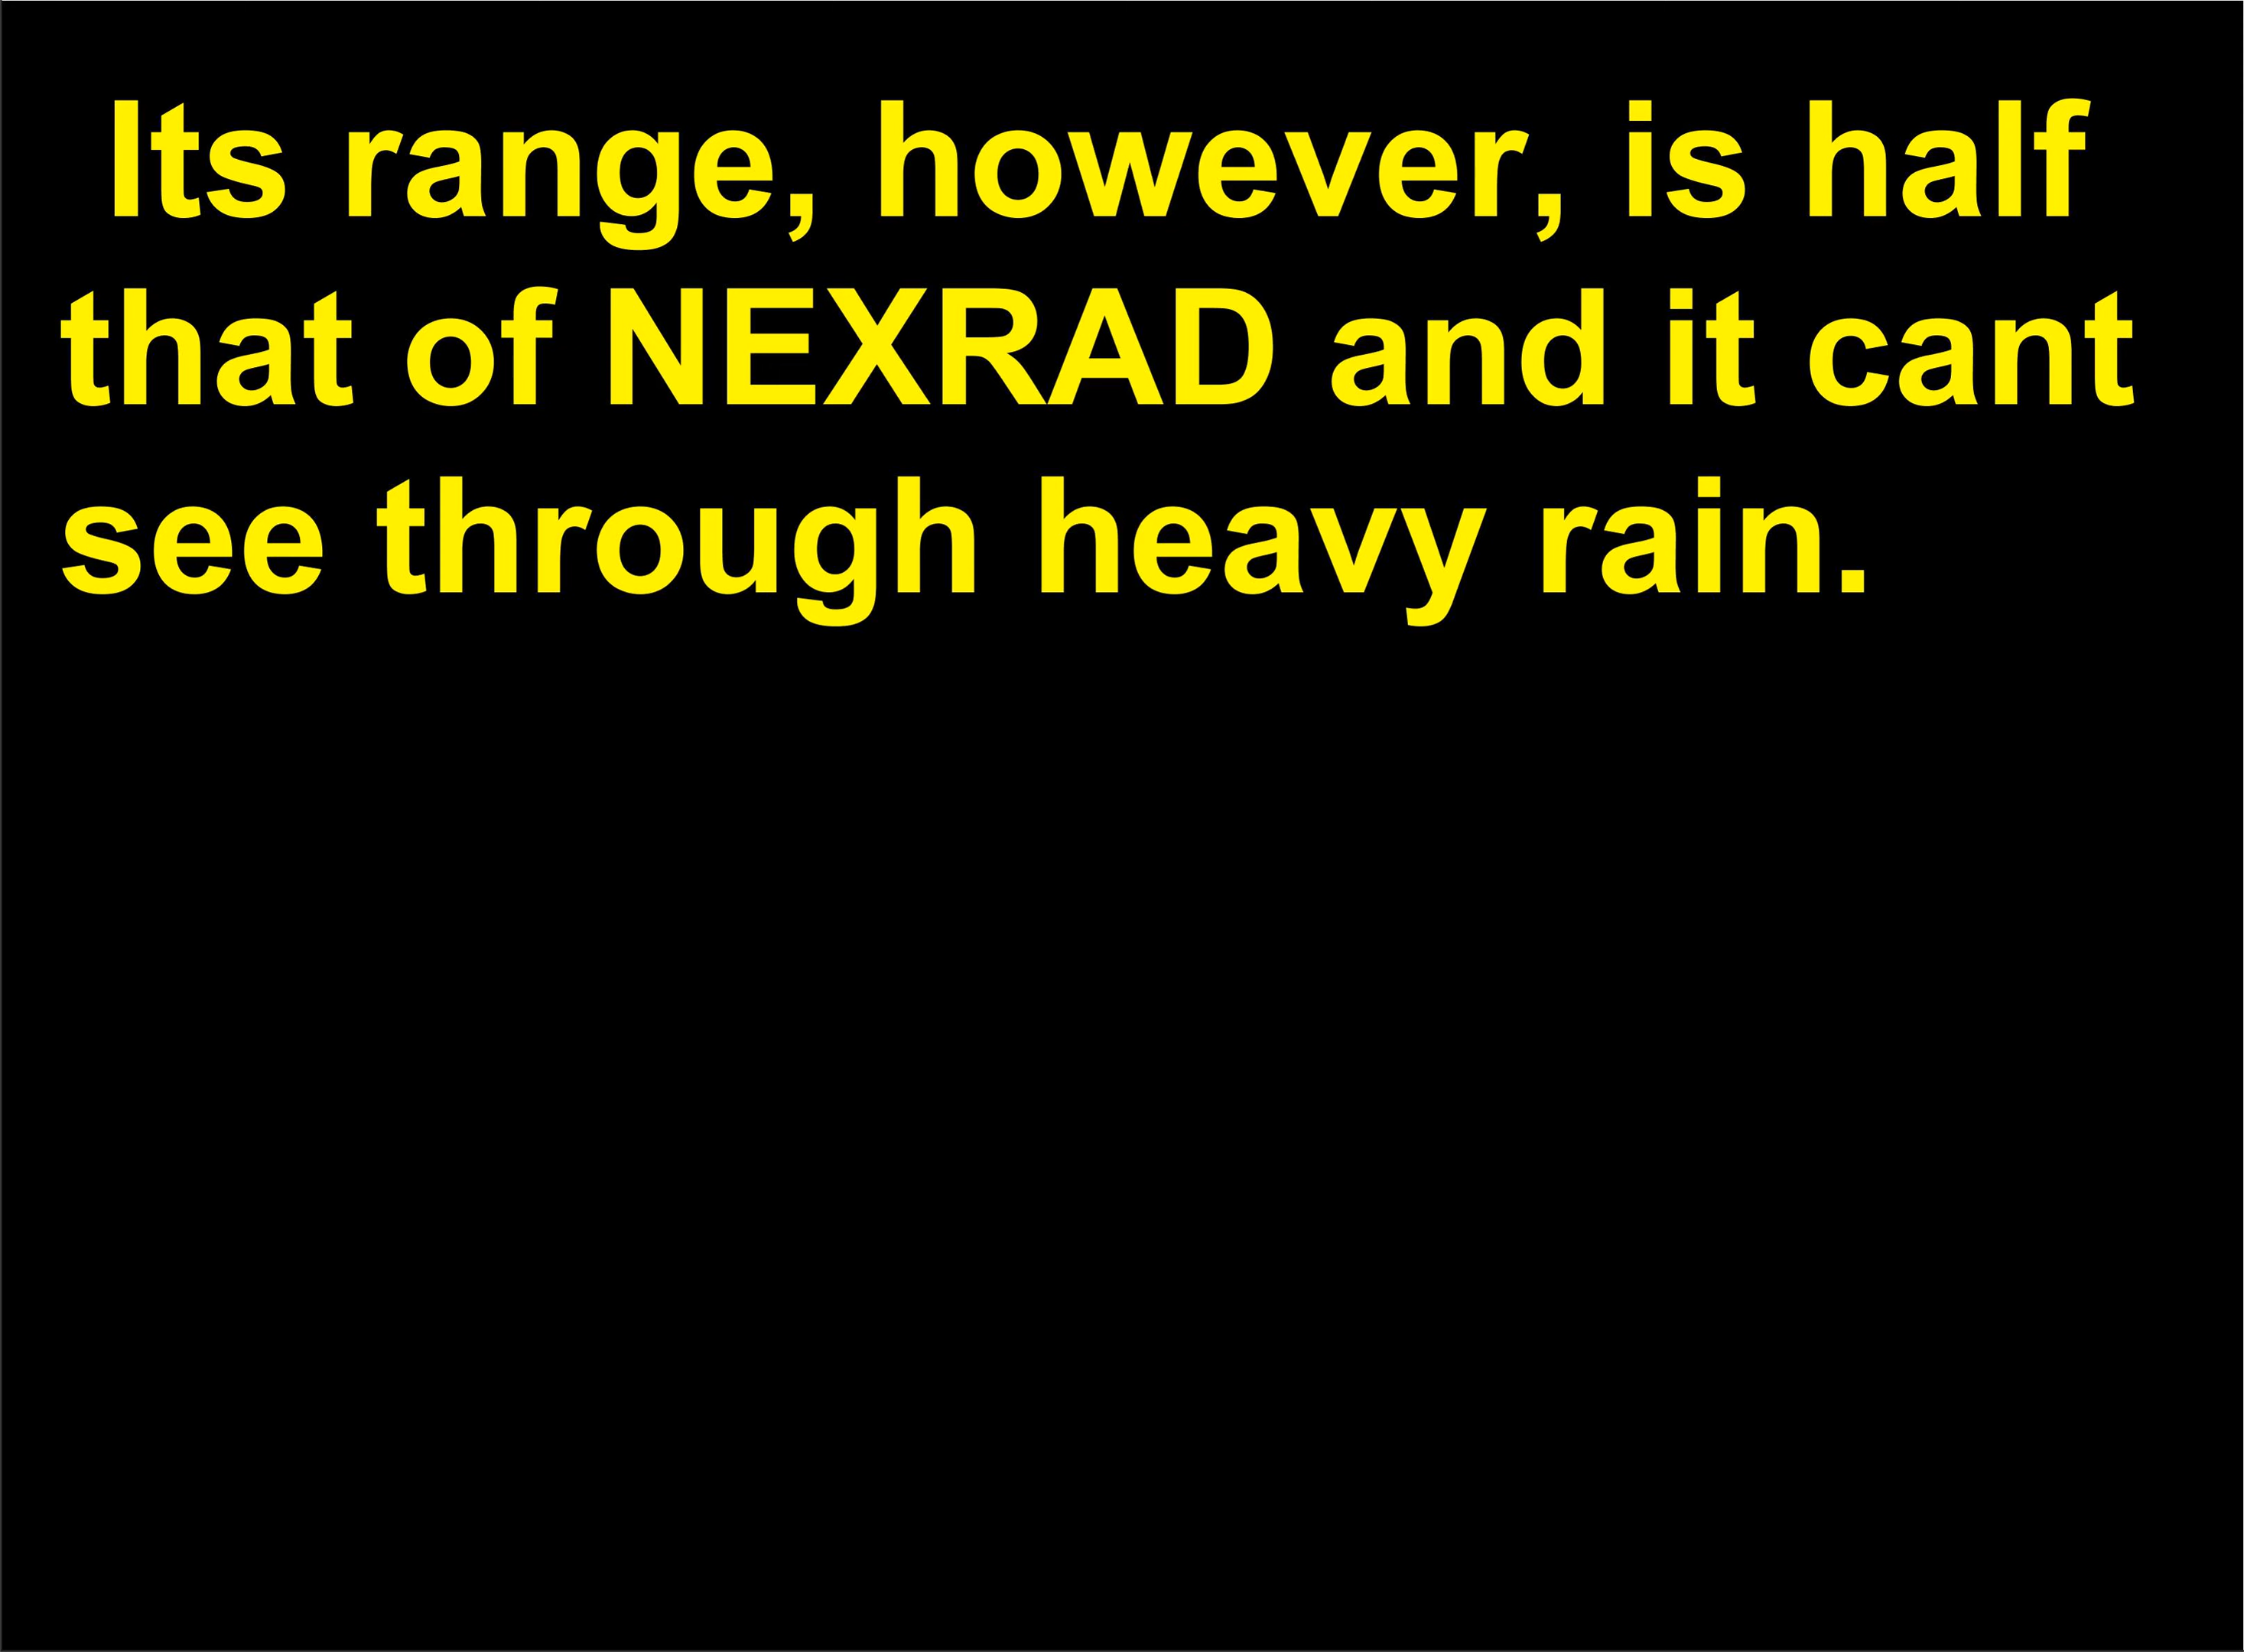 Its range, however, is half
that of NEXRAD and it cant
see through heavy rain.